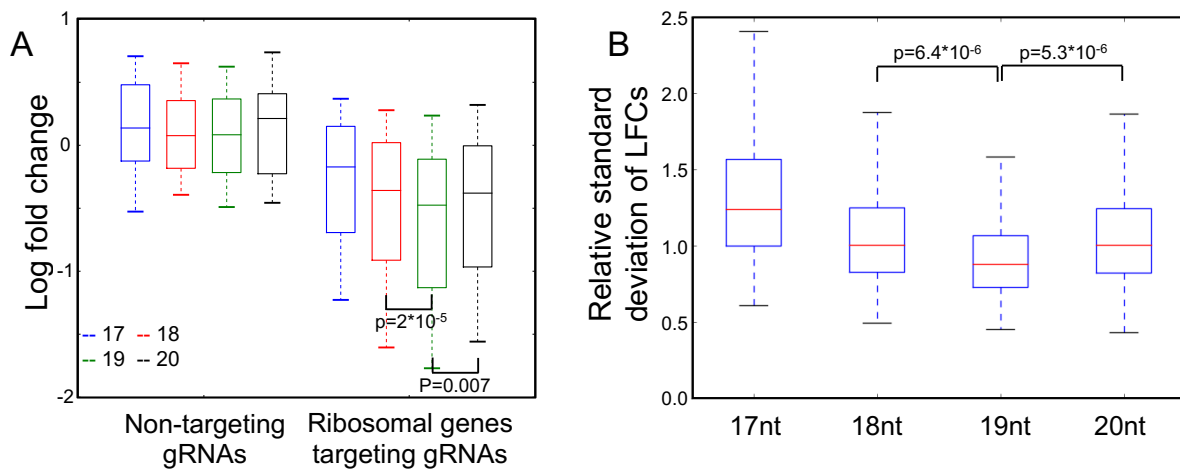 A
Log fold change
1
0
-1
-2
17
18
19
20
p=2*10-5
P=0.007
Non-targeting
gRNAs
Ribosomal genes
targeting gRNAs
B
Relative standard
deviation of LFCs
2.5
2.0
1.5
1.0
0.5
0.0
p=6.4*10-6
p=5.3*10-6
17nt
18nt
19nt
20nt